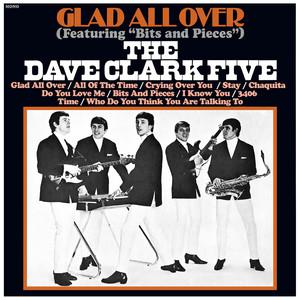 GLAD ALL OVER
(Featuring "Bits and Pieces")
THE
DAVE CLARK FIVE
Glad All Over / All Of The Time / Crying Over You / Stay / Chaquita
Do You Love Me / Bits And Pieces / I Know You / 3406
Time / Who Do You Think You Are Talking To